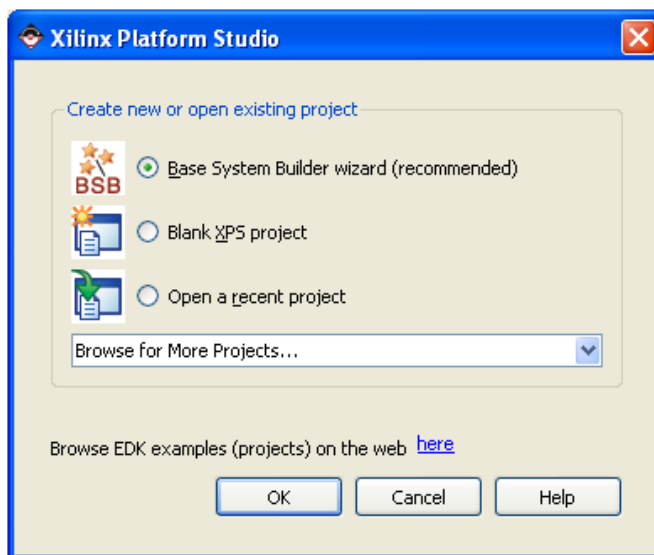 Xilinx Platform Studio
Create new or open existing project
BSB
Base System Builder wizard (recommended)
Blank XPS project
Open a recent project
Browse for More Projects...
Browse EDK examples (projects) on the web here
OK Cancel Help